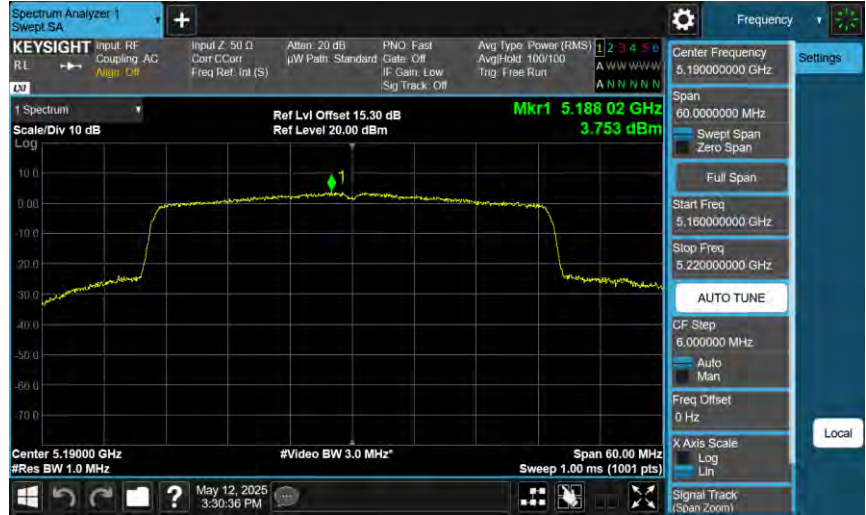 Spectrum Analyzer 1
Swept SA
+
Frequency
KEYSIGHT
RL
Input: RF
Coupling: AC
Align: Off
Input Z: 50 Ω
Corr CCorr
Freq Ref: Int (S)
Atten: 20 dB
µW Path: Standard
PNO: Fast
Gate: Off
IF Gain: Low
Sig Track: Off
Avg Type: Power (RMS)
Avg|Hold: 100/100
Trig: Free Run
1 2 3 4 5 6
A W W W W W
A N N N N N
LXI
1 Spectrum
Scale/Div 10 dB
Log
Ref Lvl Offset 15.30 dB
Ref Level 20.00 dBm
Mkr1 5.188 02 GHz
3.753 dBm
1
10.0
0.00
-10.0
-20.0
-30.0
-40.0
-50.0
-60.0
-70.0
Center 5.19000 GHz
#Res BW 1.0 MHz
#Video BW 3.0 MHz*
Span 60.00 MHz
Sweep 1.00 ms (1001 pts)
Center Frequency
5.190000000 GHz
Settings
Span
60.0000000 MHz
Swept Span
Zero Span
Full Span
Start Freq
5.160000000 GHz
Stop Freq
5.220000000 GHz
AUTO TUNE
CF Step
6.000000 MHz
Auto
Man
Freq Offset
0 Hz
X Axis Scale
Log
Lin
Local
Signal Track
(Span Zoom)
?
May 12, 2025
3:30:36 PM